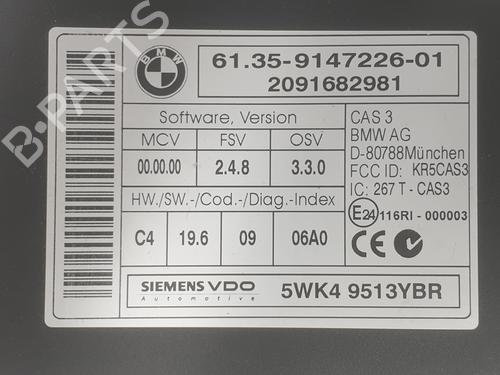 BMW
61.35-9147226-01
2091682981
Software, Version
MCV FSV OSV
00.00.00 2.4.8 3.3.0
HW./SW.-/Cod.-/Diag.-Index
C4 19.6 09 06A0
CAS 3
BMW AG
D-80788München
FCC ID: KR5CAS3
IC: 267 T - CAS3
E24 116RI - 000003
CE
SIEMENS VDO
Automotive
5WK4 9513YBR
B-PARTS